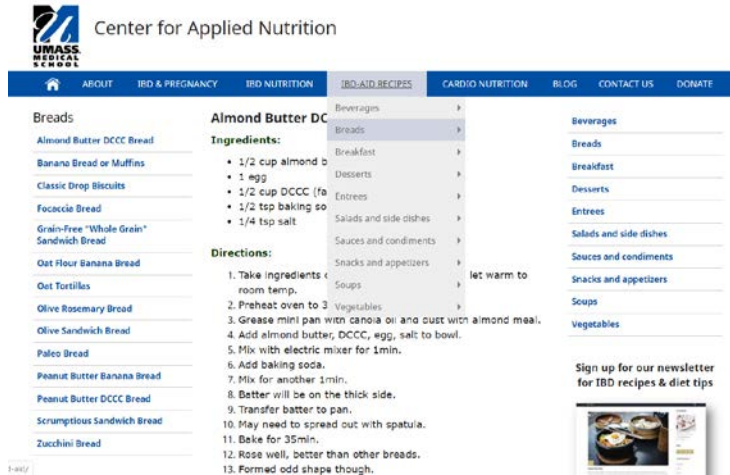 UMASS
MEDICAL
SCHOOL
Center for Applied Nutrition
ABOUT IBD & PREGNANCY IBD NUTRITION IBD-AID RECIPES CARDIO NUTRITION BLOG CONTACT US DONATE
Breads
Almond Butter DCCC Bread
Banana Bread or Muffins
Classic Drop Biscuits
Focaccia Bread
Grain-Free "Whole Grain"
Sandwich Bread
Oat Flour Banana Bread
Oat Tortillas
Olive Rosemary Bread
Olive Sandwich Bread
Paleo Bread
Peanut Butter Banana Bread
Peanut Butter DCCC Bread
Scrumptious Sandwich Bread
Zucchini Bread
Almond Butter DC
Ingredients:
• 1/2 cup almond b
• 1 egg
• 1/2 cup DCCC (fa
• 1/2 tsp baking so
• 1/4 tsp salt
Directions:
1. Take ingredients let warm to
room temp.
2. Preheat oven to 3
3. Grease mini pan with canola oil and dust with almond meal.
4. Add almond butter, DCCC, egg, salt to bowl.
5. Mix with electric mixer for 1min.
6. Add baking soda.
7. Mix for another 1min.
8. Batter will be on the thick side.
9. Transfer batter to pan.
10. May need to spread out with spatula.
11. Bake for 35min.
12. Rose well, better than other breads.
13. Formed odd shape though.
Beverages
Breads
Breakfast
Desserts
Entrees
Salads and side dishes
Sauces and condiments
Snacks and appetizers
Soups
Vegetables
Beverages
Breads
Breakfast
Desserts
Entrees
Salads and side dishes
Sauces and condiments
Snacks and appetizers
Soups
Vegetables
Sign up for our newsletter
for IBD recipes & diet tips